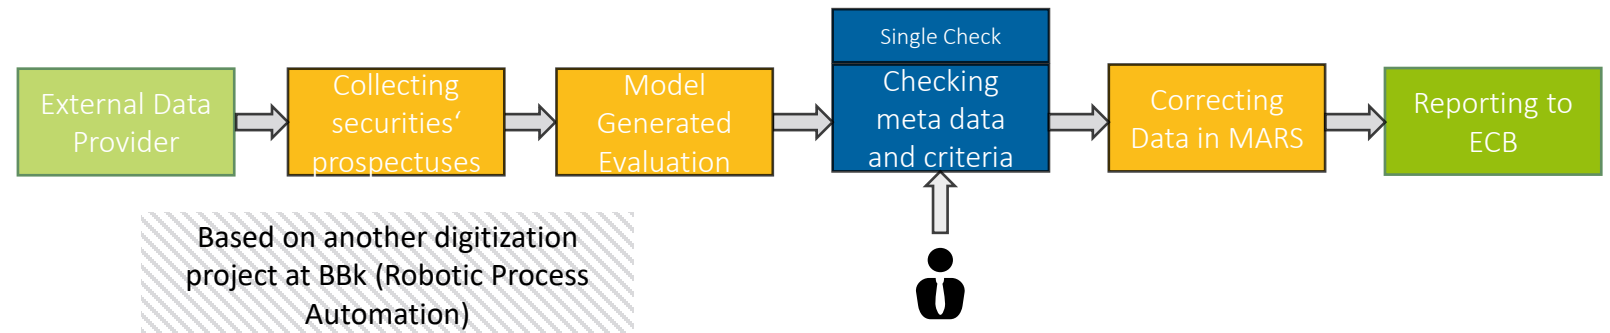 External Data
Provider
Collecting
securities‘
prospectuses
Model
Generated
Evaluation
Single Check
Checking
meta data
and criteria
Correcting
Data in MARS
Reporting to
ECB
Based on another digitization
project at BBk (Robotic Process
Automation)